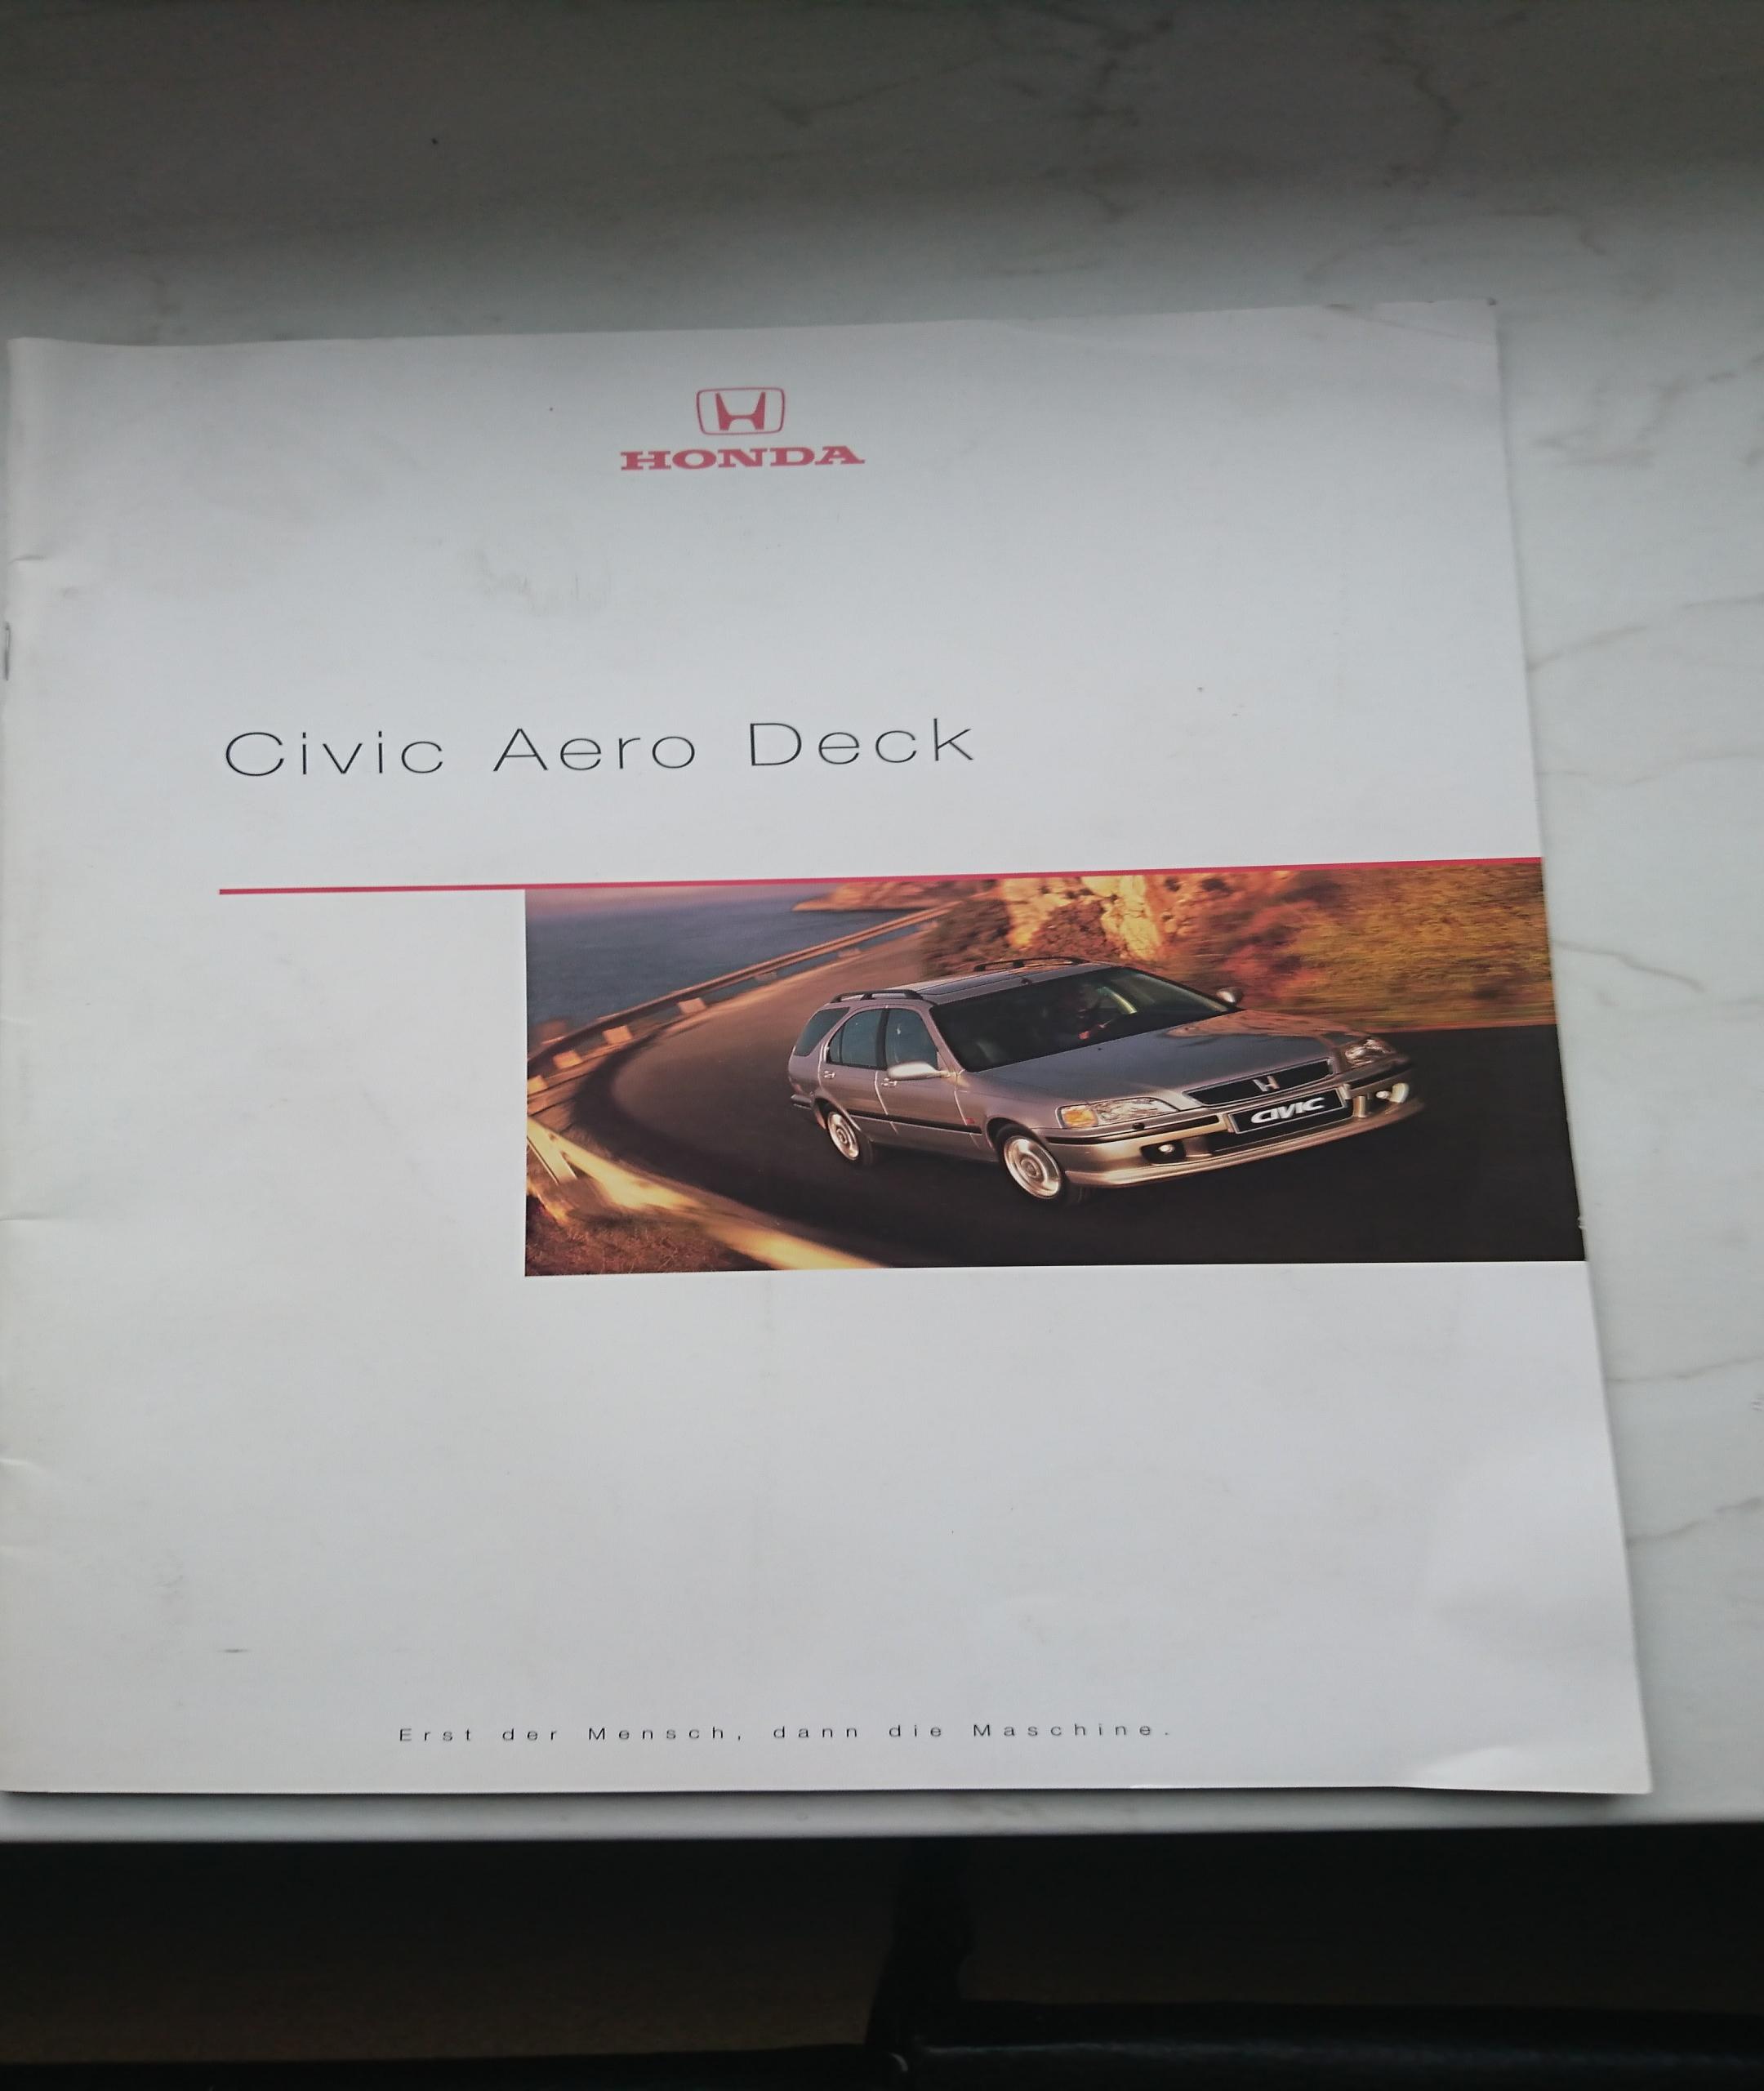 HONDA
Civic Aero Deck
CIVIC
Erst der Mensch, dann die Maschine.